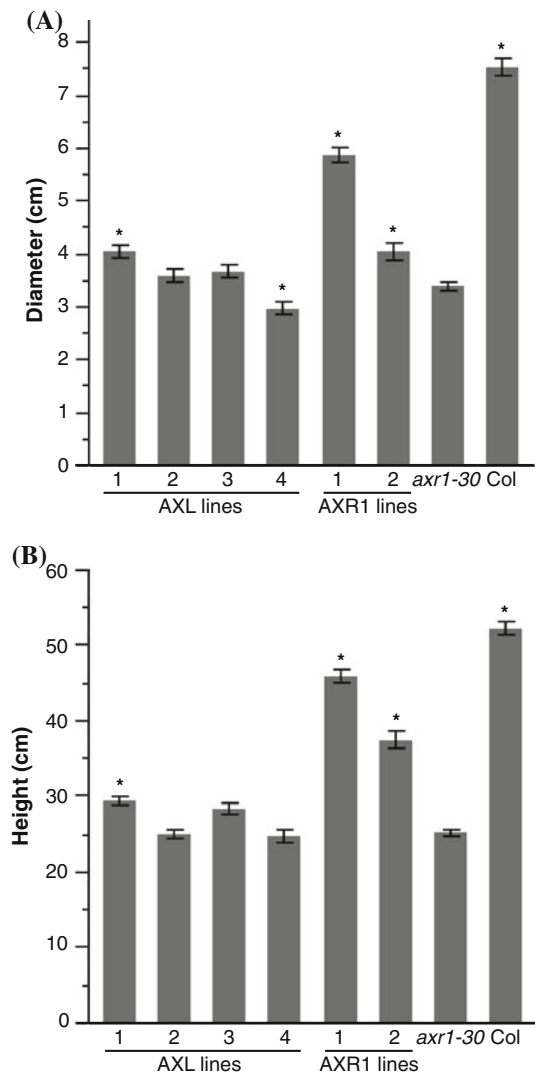 (A)
8
7
6
5
4
3
2
1
0
Diameter (cm)
* * * * *
1 2 3 4 1 2 axr1-30 Col
AXL lines AXR1 lines
(B)
60
50
40
30
20
10
0
Height (cm)
* * * *
1 2 3 4 1 2 axr1-30 Col
AXL lines AXR1 lines